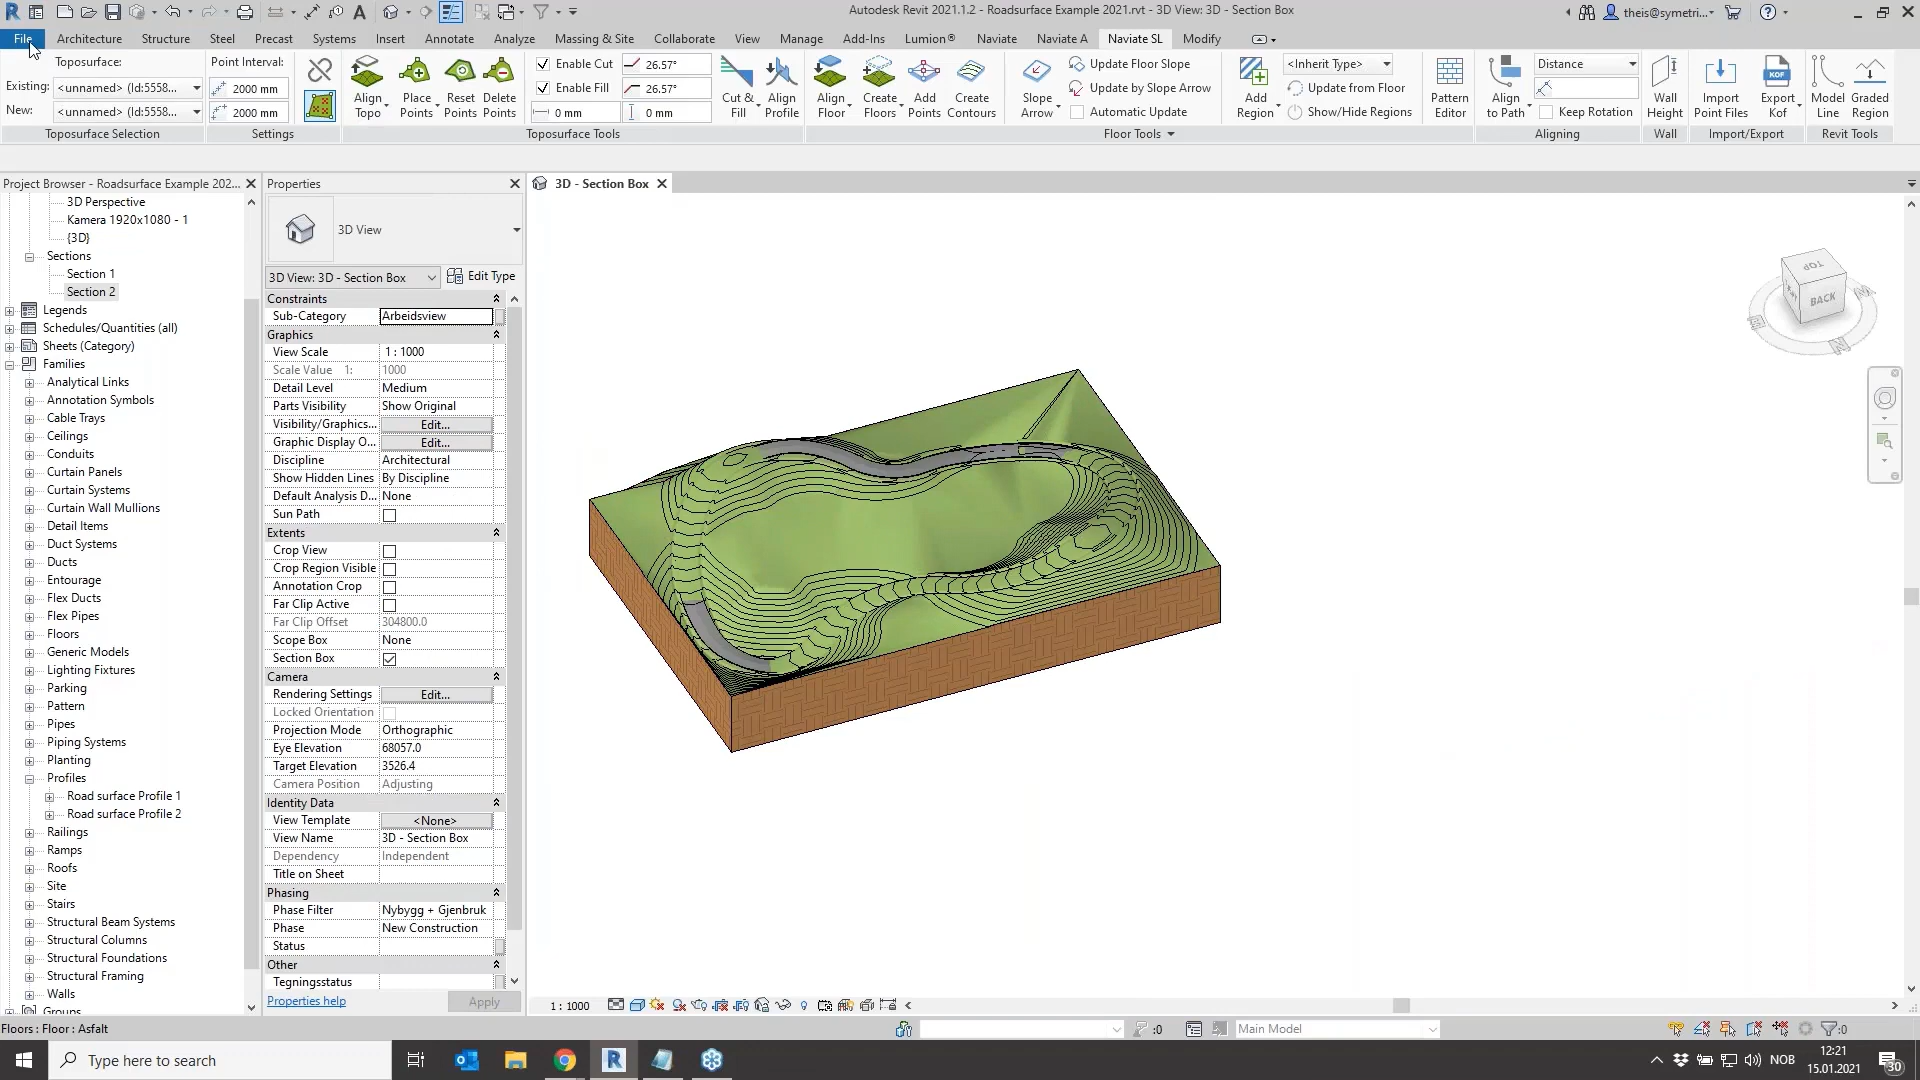 Autodesk Revit 2021.1.2 - Roadsurface Example 2021.rvt - 3D View: 3D - Section Box
theis@symetri...
File Architecture Structure Steel Precast Systems Insert Annotate Analyze Massing & Site Collaborate View Manage Add-Ins Lumion® Naviate Naviate A Naviate SL Modify
Toposurface:
Existing: <unnamed> (Id:5558...
New: <unnamed> (Id:5558...
Toposurface Selection
Point Interval:
2000 mm
2000 mm
Settings
Align Topo
Place Points
Reset Points
Delete Points
Enable Cut 26.57°
Enable Fill 26.57°
0 mm 0 mm
Cut & Fill
Align Profile
Toposurface Tools
Align Floor
Create Floors
Add Points
Create Contours
Slope Arrow
Update Floor Slope
Update by Slope Arrow
Automatic Update
Add Region
<Inherit Type>
Update from Floor
Show/Hide Regions
Floor Tools
Pattern Editor
Align to Path
Distance
Keep Rotation
Aligning
Wall Height
Wall
Import Point Files
Export Kof
KOF
Import/Export
Model Line
Graded Region
Revit Tools
Project Browser - Roadsurface Example 202...
3D Perspective
Kamera 1920x1080 - 1
{3D}
Sections
Section 1
Section 2
Legends
Schedules/Quantities (all)
Sheets (Category)
Families
Analytical Links
Annotation Symbols
Cable Trays
Ceilings
Conduits
Curtain Panels
Curtain Systems
Curtain Wall Mullions
Detail Items
Duct Systems
Ducts
Entourage
Flex Ducts
Flex Pipes
Floors
Generic Models
Lighting Fixtures
Parking
Pattern
Pipes
Piping Systems
Planting
Profiles
Road surface Profile 1
Road surface Profile 2
Railings
Ramps
Roofs
Site
Stairs
Structural Beam Systems
Structural Columns
Structural Foundations
Structural Framing
Walls
Groups
Properties
3D View
3D View: 3D - Section Box Edit Type
Constraints
Sub-Category Arbeidsview
Graphics
View Scale 1 : 1000
Scale Value 1: 1000
Detail Level Medium
Parts Visibility Show Original
Visibility/Graphics... Edit...
Graphic Display O... Edit...
Discipline Architectural
Show Hidden Lines By Discipline
Default Analysis D... None
Sun Path
Extents
Crop View
Crop Region Visible
Annotation Crop
Far Clip Active
Far Clip Offset 304800.0
Scope Box None
Section Box
Camera
Rendering Settings Edit...
Locked Orientation
Projection Mode Orthographic
Eye Elevation 68057.0
Target Elevation 3526.4
Camera Position Adjusting
Identity Data
View Template <None>
View Name 3D - Section Box
Dependency Independent
Title on Sheet
Phasing
Phase Filter Nybygg + Gjenbruk
Phase New Construction
Status
Other
Tegningsstatus
Properties help Apply
3D - Section Box
TOP
BACK
1 : 1000
Floors : Floor : Asfalt
:0
Main Model
:0
Type here to search
NOB
12:21
15.01.2021
30